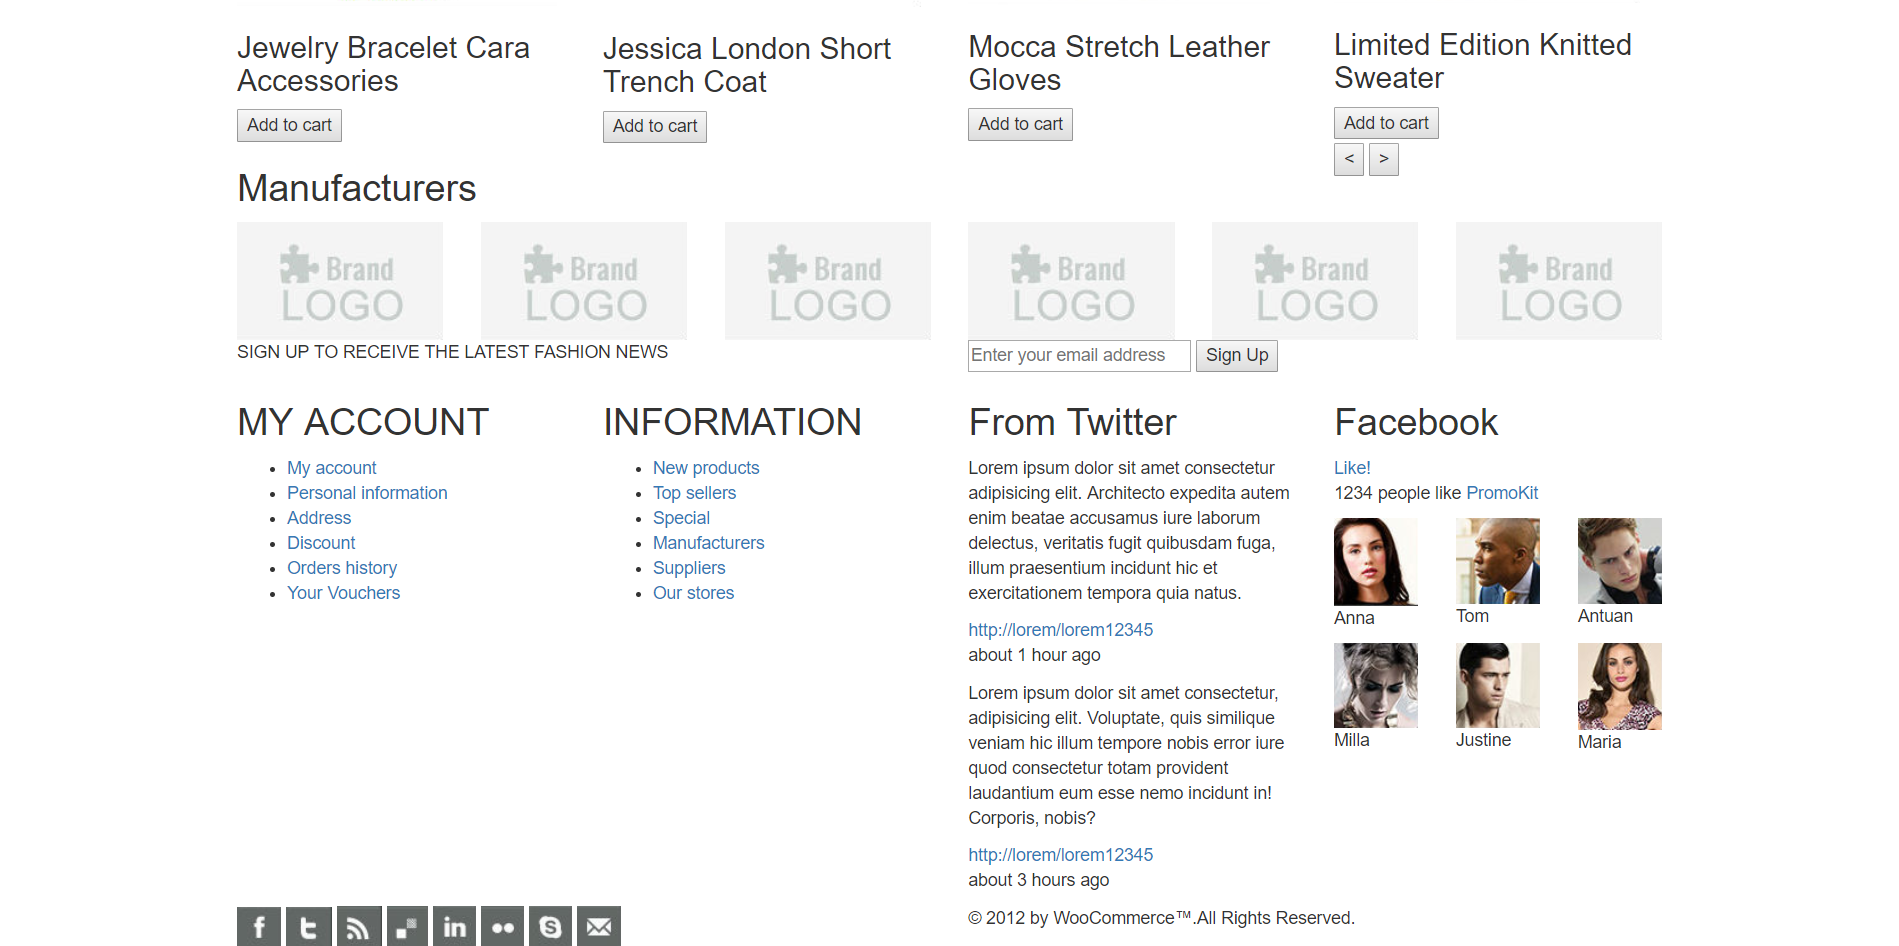 Jewelry Bracelet Cara
Accessories
Add to cart
Jessica London Short
Trench Coat
Add to cart
Mocca Stretch Leather
Gloves
Add to cart
Limited Edition Knitted
Sweater
Add to cart
< >
Manufacturers
Brand
LOGO
Brand
LOGO
Brand
LOGO
Brand
LOGO
Brand
LOGO
Brand
LOGO
SIGN UP TO RECEIVE THE LATEST FASHION NEWS
Enter your email address Sign Up
MY ACCOUNT
My account
Personal information
Address
Discount
Orders history
Your Vouchers
INFORMATION
New products
Top sellers
Special
Manufacturers
Suppliers
Our stores
From Twitter
Lorem ipsum dolor sit amet consectetur
adipisicing elit. Architecto expedita autem
enim beatae accusamus iure laborum
delectus, veritatis fugit quibusdam fuga,
illum praesentium incidunt hic et
exercitationem tempora quia natus.
http://lorem/lorem12345
about 1 hour ago
Lorem ipsum dolor sit amet consectetur,
adipisicing elit. Voluptate, quis similique
veniam hic illum tempore nobis error iure
quod consectetur totam provident
laudantium eum esse nemo incidunt in!
Corporis, nobis?
http://lorem/lorem12345
about 3 hours ago
Facebook
Like!
1234 people like PromoKit
Anna
Tom
Antuan
Milla
Justine
Maria
© 2012 by WooCommerce™.All Rights Reserved.